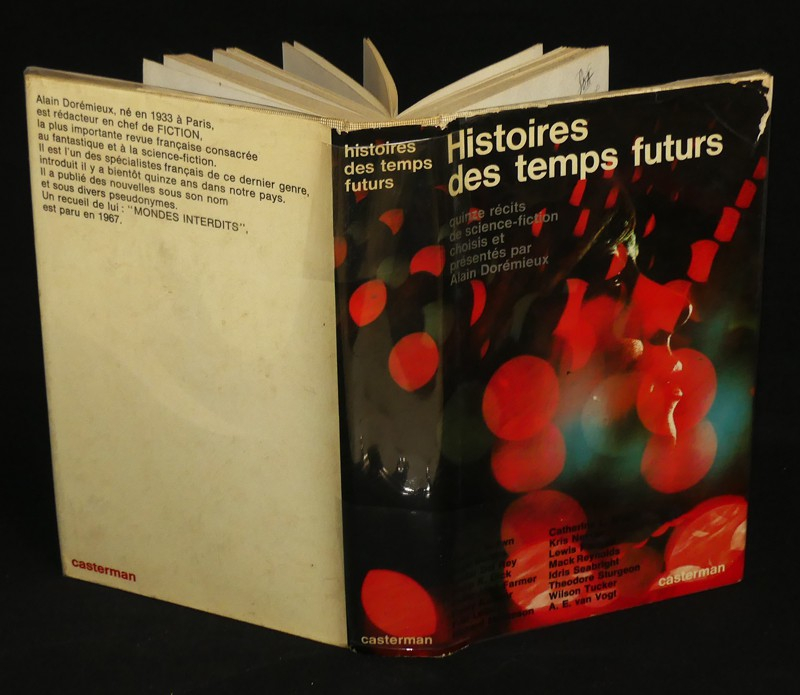 Alain Dorémieux, né en 1933 à Paris,
est rédacteur en chef de FICTION,
la plus importante revue française consacrée
au fantastique et à la science-fiction.
Il est l'un des spécialistes français de ce dernier genre,
introduit il y a bientôt quinze ans dans notre pays.
Il a publié des nouvelles sous son nom
et sous divers pseudonymes.
Un recueil de lui : "MONDES INTERDITS",
est paru en 1967.
casterman
histoires
des temps
futurs
casterman
Histoires
des temps futurs
quinze récits
de science-fiction
choisis et
présentés par
Alain Dorémieux
Farmer
Catherine
Kris
Lewis
Mack Reynolds
Idris Seabright
Theodore Sturgeon
Wilson Tucker
A. E. van Vogt
casterman